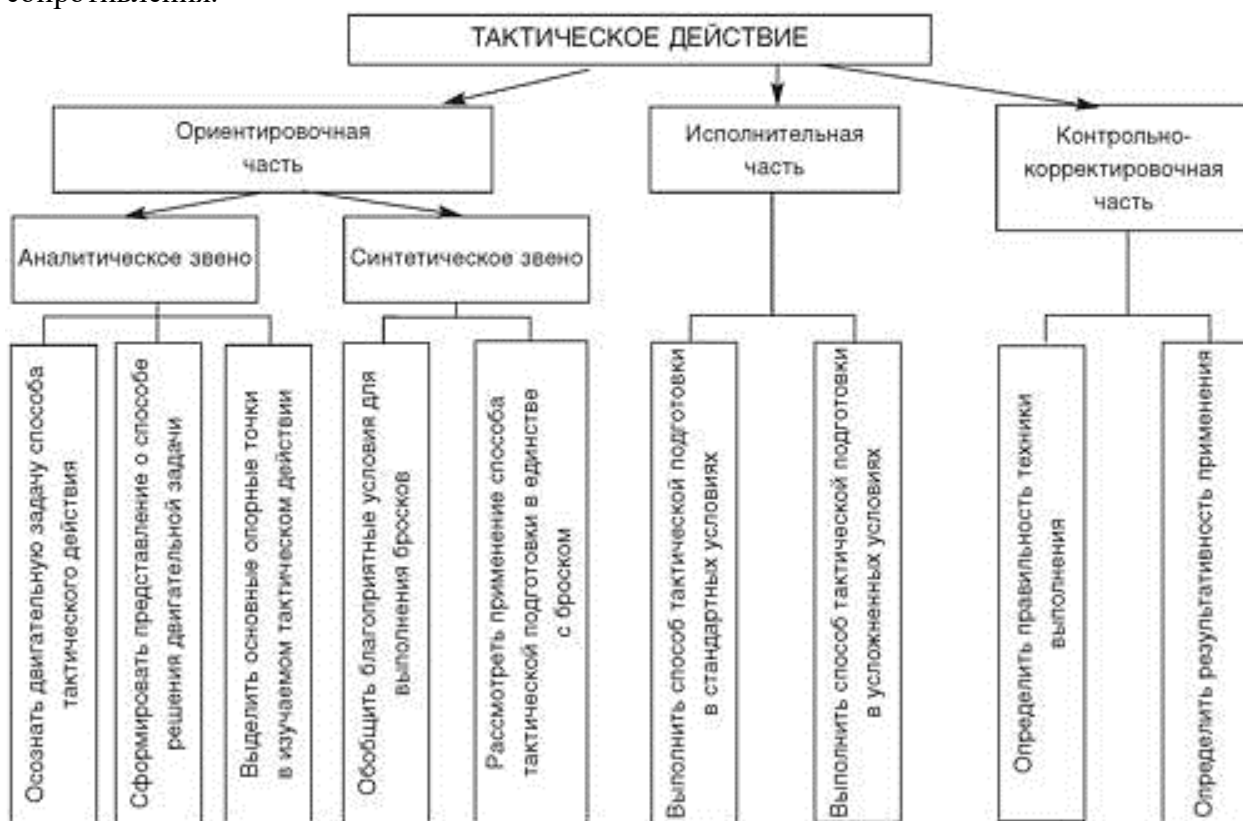 сопротивления.
ТАКТИЧЕСКОЕ ДЕЙСТВИЕ
Ориентировочная
часть
Исполнительная
часть
Контрольно-
корректировочная
часть
Аналитическое звено
Синтетическое звено
Осознать двигательную задачу способа
тактического действия
Сформировать представление о способе
решения двигательной задачи
Выделить основные опорные точки
в изучаемом тактическом действии
Обобщить благоприятные условия для
выполнения бросков
Рассмотреть применение способа
тактической подготовки в единстве
с броском
Выполнить способ тактической подготовки
в стандартных условиях
Выполнить способ тактической подготовки
в усложненных условиях
Определить правильность техники
выполнения
Определить результативность применения